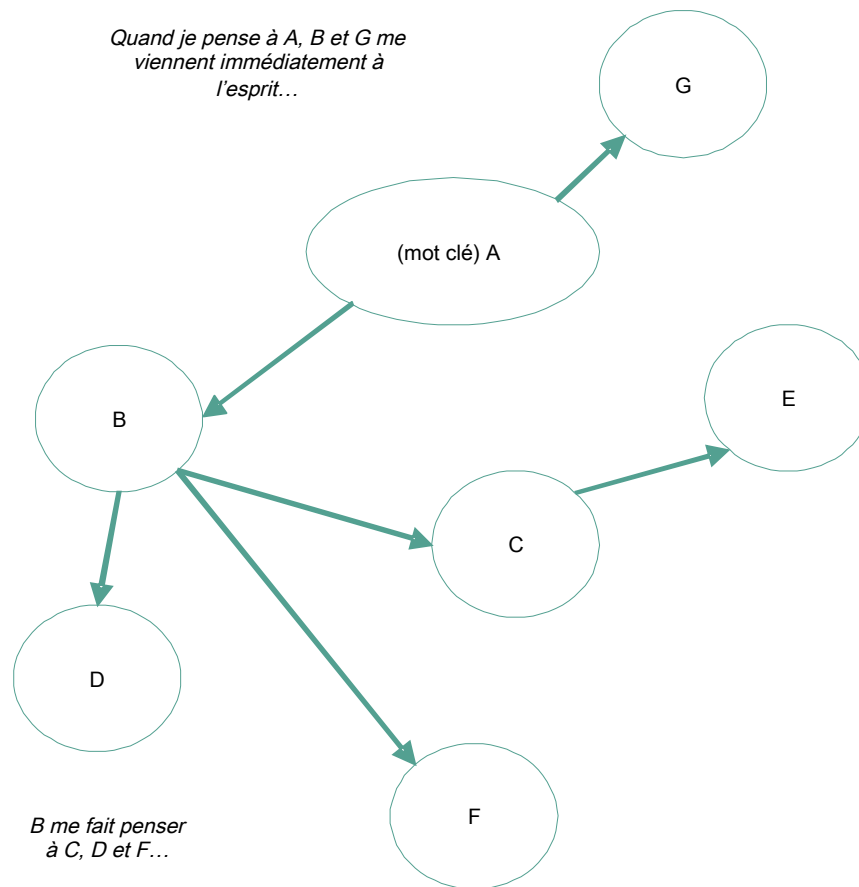 Quand je pense à A, B et G me
viennent immédiatement à
l’esprit…
G
(mot clé) A
E
B
C
D
F
B me fait penser
à C, D et F…